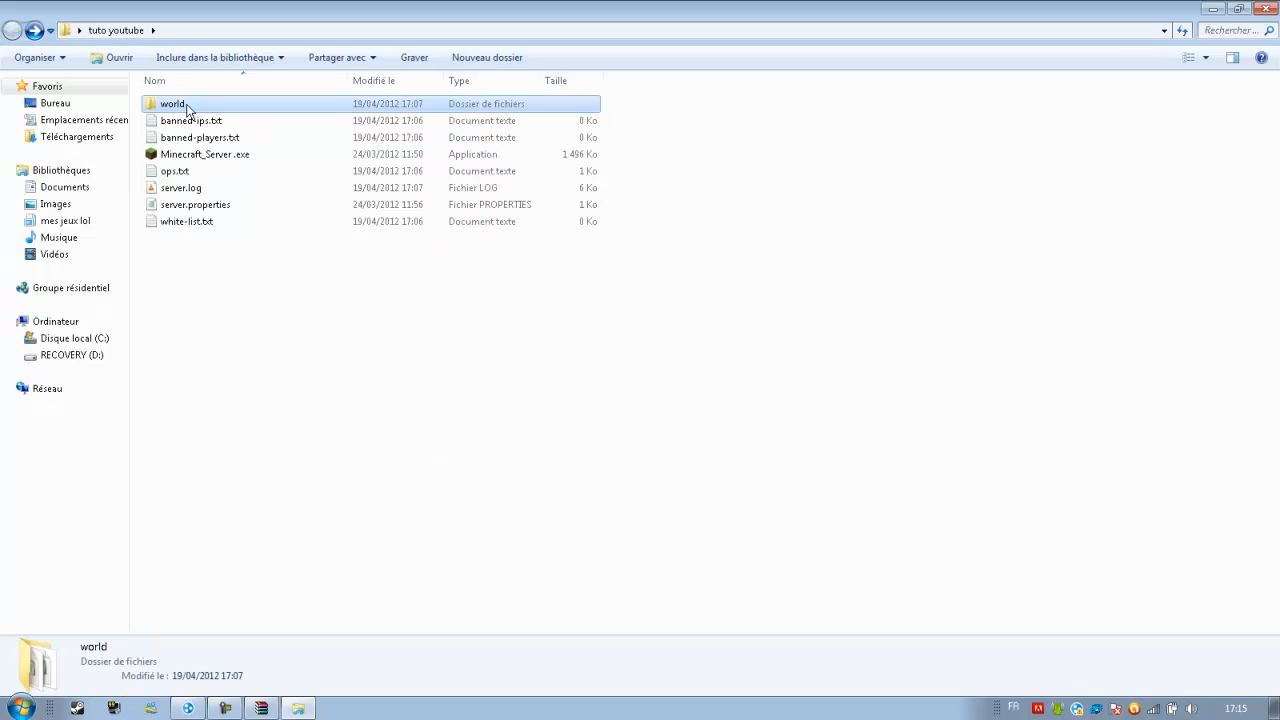 tuto youtube
Rechercher ...
Organiser
Ouvrir
Inclure dans la bibliothèque
Partager avec
Graver
Nouveau dossier
Favoris
Bureau
Emplacements récen
Téléchargements
Bibliothèques
Documents
Images
mes jeux lol
Musique
Vidéos
Groupe résidentiel
Ordinateur
Disque local (C:)
RECOVERY (D:)
Réseau
Nom Modifié le Type Taille
world 19/04/2012 17:07 Dossier de fichiers
banned-ips.txt 19/04/2012 17:06 Document texte 0 Ko
banned-players.txt 19/04/2012 17:06 Document texte 0 Ko
Minecraft_Server .exe 24/03/2012 11:50 Application 1 496 Ko
ops.txt 19/04/2012 17:06 Document texte 1 Ko
server.log 19/04/2012 17:07 Fichier LOG 6 Ko
server.properties 24/03/2012 11:56 Fichier PROPERTIES 1 Ko
white-list.txt 19/04/2012 17:06 Document texte 0 Ko
world
Dossier de fichiers
Modifié le : 19/04/2012 17:07
FR
17:15